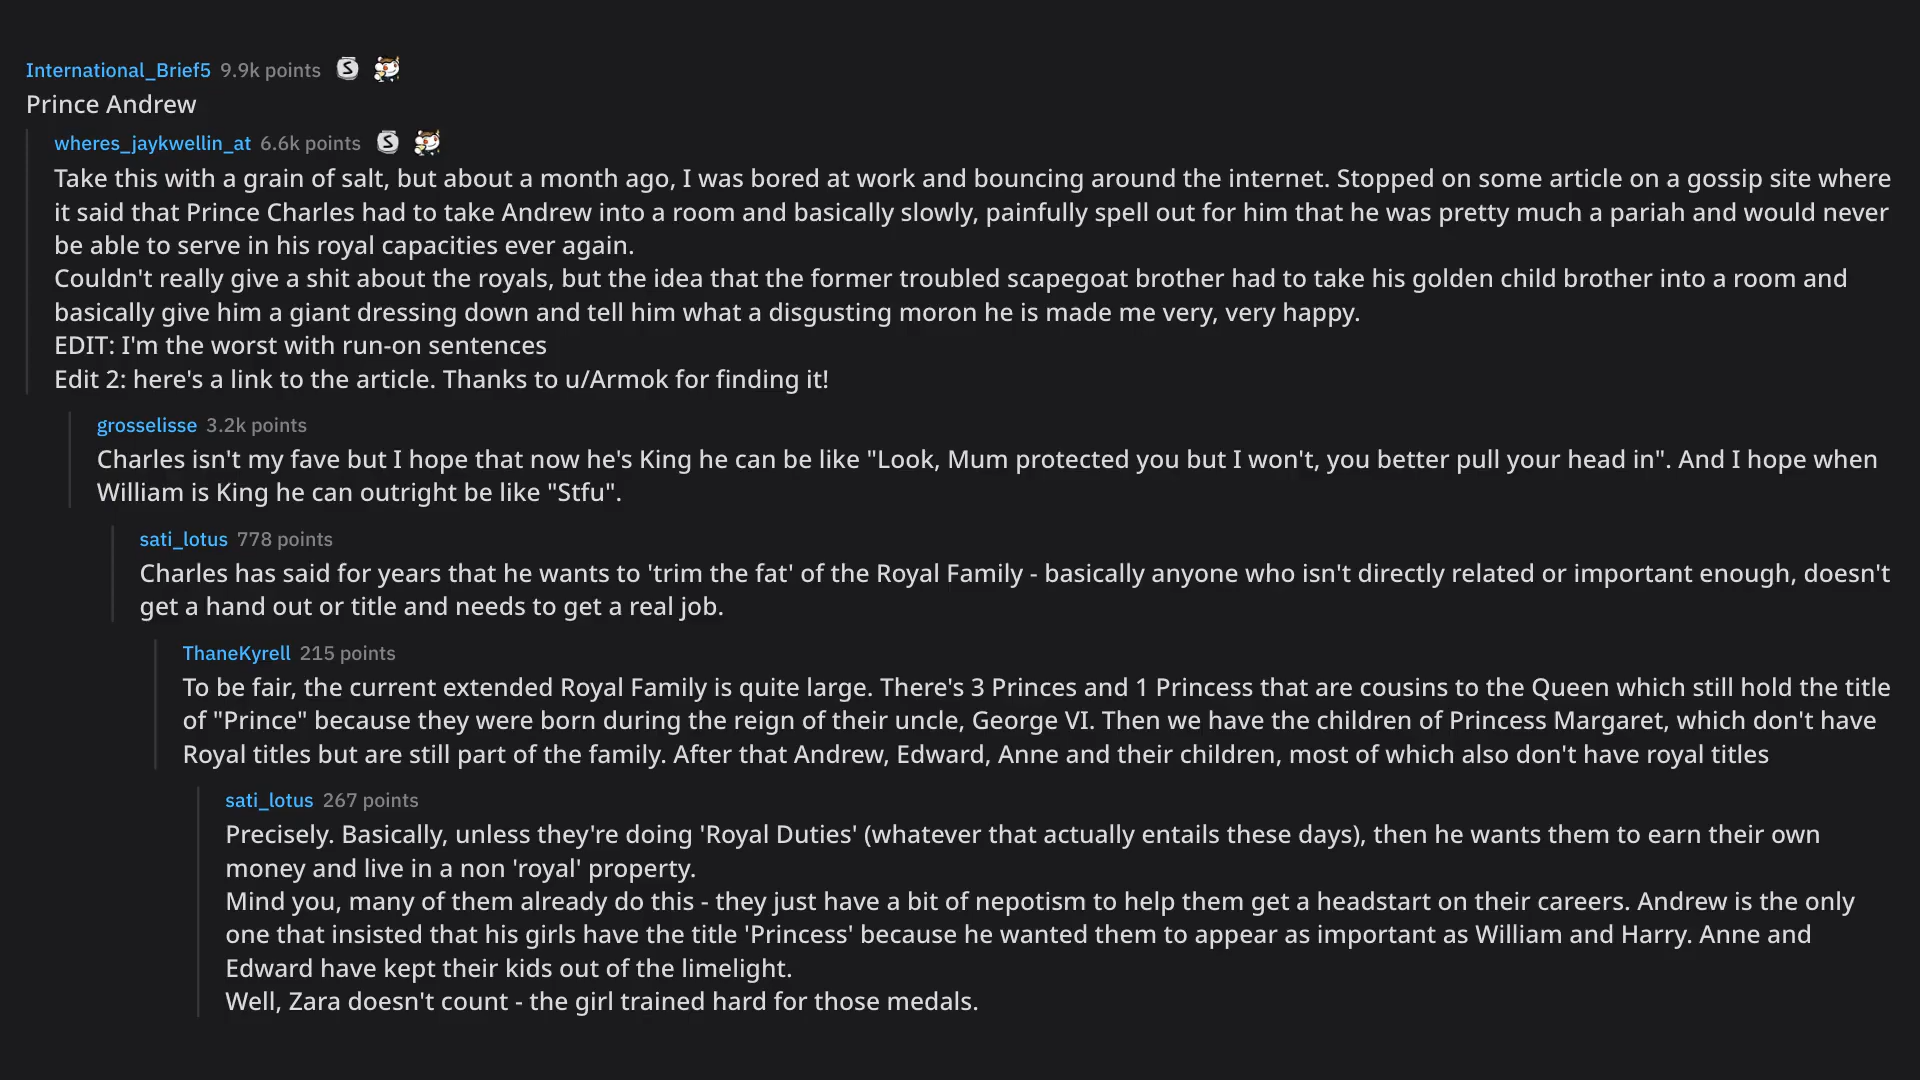 International_Brief5 9.9k points
Prince Andrew
wheres_jaykwellin_at 6.6k points
Take this with a grain of salt, but about a month ago, I was bored at work and bouncing around the internet. Stopped on some article on a gossip site where
it said that Prince Charles had to take Andrew into a room and basically slowly, painfully spell out for him that he was pretty much a pariah and would never
be able to serve in his royal capacities ever again.
Couldn't really give a shit about the royals, but the idea that the former troubled scapegoat brother had to take his golden child brother into a room and
basically give him a giant dressing down and tell him what a disgusting moron he is made me very, very happy.
EDIT: I'm the worst with run-on sentences
Edit 2: here's a link to the article. Thanks to u/Armok for finding it!
grosselisse 3.2k points
Charles isn't my fave but I hope that now he's King he can be like "Look, Mum protected you but I won't, you better pull your head in". And I hope when
William is King he can outright be like "Stfu".
sati_lotus 778 points
Charles has said for years that he wants to 'trim the fat' of the Royal Family - basically anyone who isn't directly related or important enough, doesn't
get a hand out or title and needs to get a real job.
ThaneKyrell 215 points
To be fair, the current extended Royal Family is quite large. There's 3 Princes and 1 Princess that are cousins to the Queen which still hold the title
of "Prince" because they were born during the reign of their uncle, George VI. Then we have the children of Princess Margaret, which don't have
Royal titles but are still part of the family. After that Andrew, Edward, Anne and their children, most of which also don't have royal titles
sati_lotus 267 points
Precisely. Basically, unless they're doing 'Royal Duties' (whatever that actually entails these days), then he wants them to earn their own
money and live in a non 'royal' property.
Mind you, many of them already do this - they just have a bit of nepotism to help them get a headstart on their careers. Andrew is the only
one that insisted that his girls have the title 'Princess' because he wanted them to appear as important as William and Harry. Anne and
Edward have kept their kids out of the limelight.
Well, Zara doesn't count - the girl trained hard for those medals.